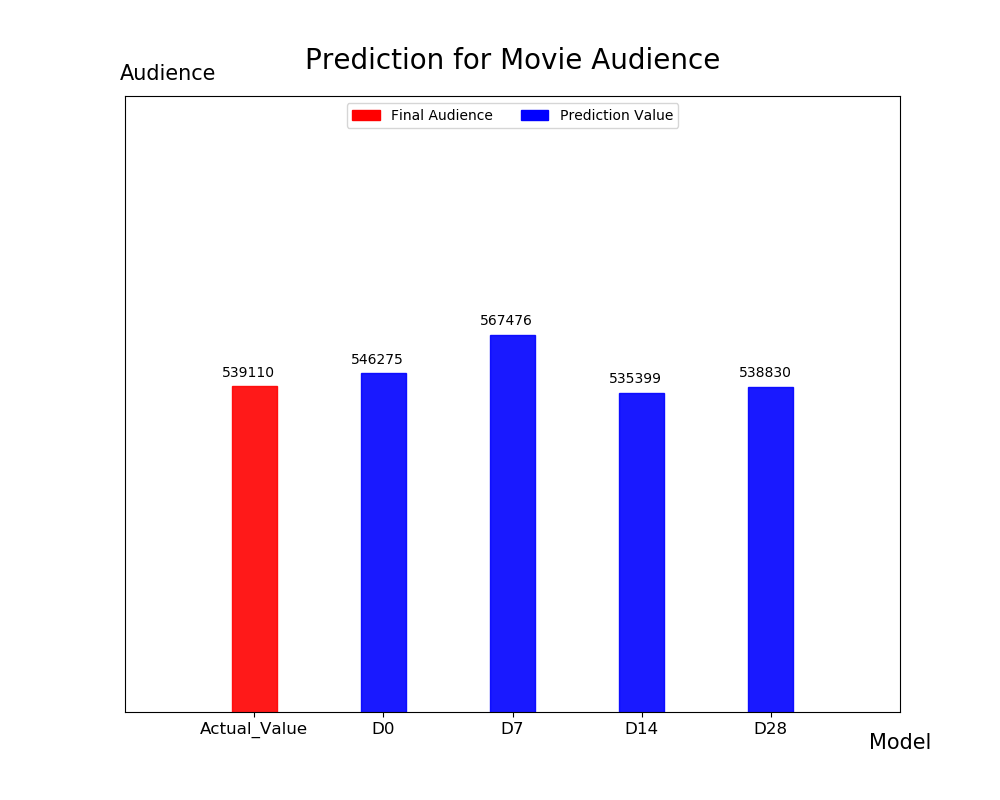 Prediction for Movie Audience
Audience
Final Audience Prediction Value
567476
546275
539110
535399
538830
Actual_Value D0 D7 D14 D28
Model